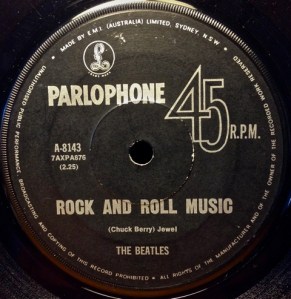 MADE BY E.M.I. (AUSTRALIA) LIMITED, SYDNEY, N.S.W.
PARLOPHONE
45
R.P.M.
A-8143
7AXPA876
(2.25)
ROCK AND ROLL MUSIC
(Chuck Berry) Jewel
THE BEATLES
UNAUTHORISED PUBLIC PERFORMANCE, BROADCASTING AND COPYING OF THIS RECORD PROHIBITED
ALL RIGHTS OF THE MANUFACTURER AND OF THE OWNER OF THE RECORDED WORK RESERVED